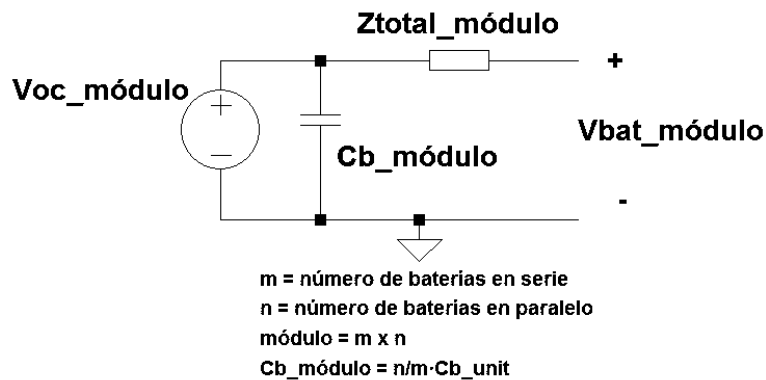 Ztotal_módulo
+
Voc_módulo
Vbat_módulo
Cb_módulo
-
m = número de baterias en serie
n = número de baterias en paralelo
módulo = m x n
Cb_módulo = n/m·Cb_unit